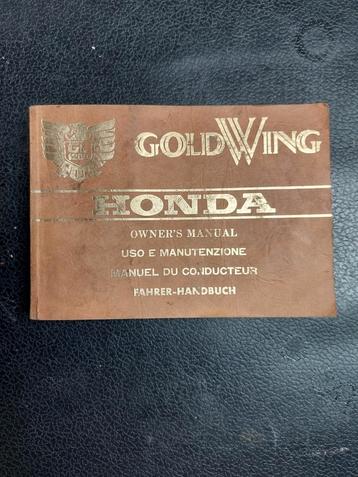 GOLDWING
HONDA
OWNER'S MANUAL
USO E MANUTENZIONE
MANUEL DU CONDUCTEUR
FAHRER-HANDBUCH